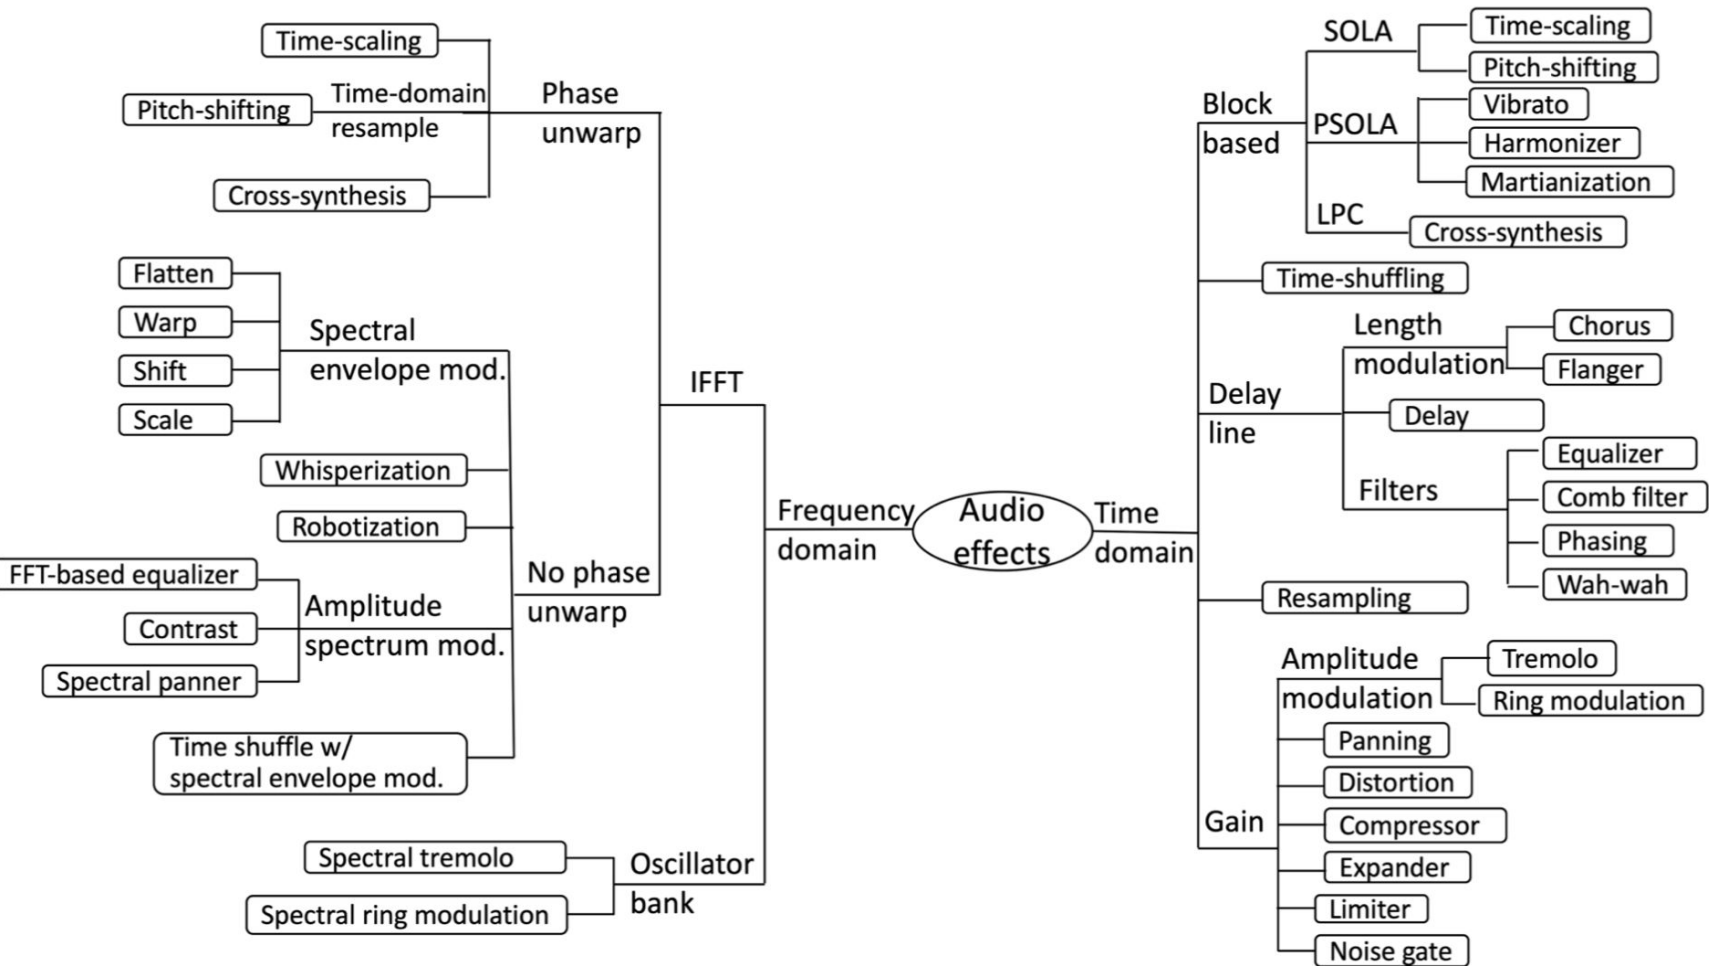 Time-scaling
Pitch-shifting
Time-domain
resample
Phase
unwarp
Cross-synthesis
Flatten
Warp
Shift
Scale
Spectral
envelope mod.
Whisperization
Robotization
FFT-based equalizer
Contrast
Spectral panner
Amplitude
spectrum mod.
No phase
unwarp
Time shuffle w/
spectral envelope mod.
IFFT
Spectral tremolo
Spectral ring modulation
Oscillator
bank
Frequency
domain
Audio
effects
Time
domain
Block
based
SOLA
Time-scaling
Pitch-shifting
PSOLA
Vibrato
Harmonizer
Martianization
LPC
Cross-synthesis
Time-shuffling
Delay
line
Length
modulation
Chorus
Flanger
Delay
Filters
Equalizer
Comb filter
Phasing
Wah-wah
Resampling
Gain
Amplitude
modulation
Tremolo
Ring modulation
Panning
Distortion
Compressor
Expander
Limiter
Noise gate